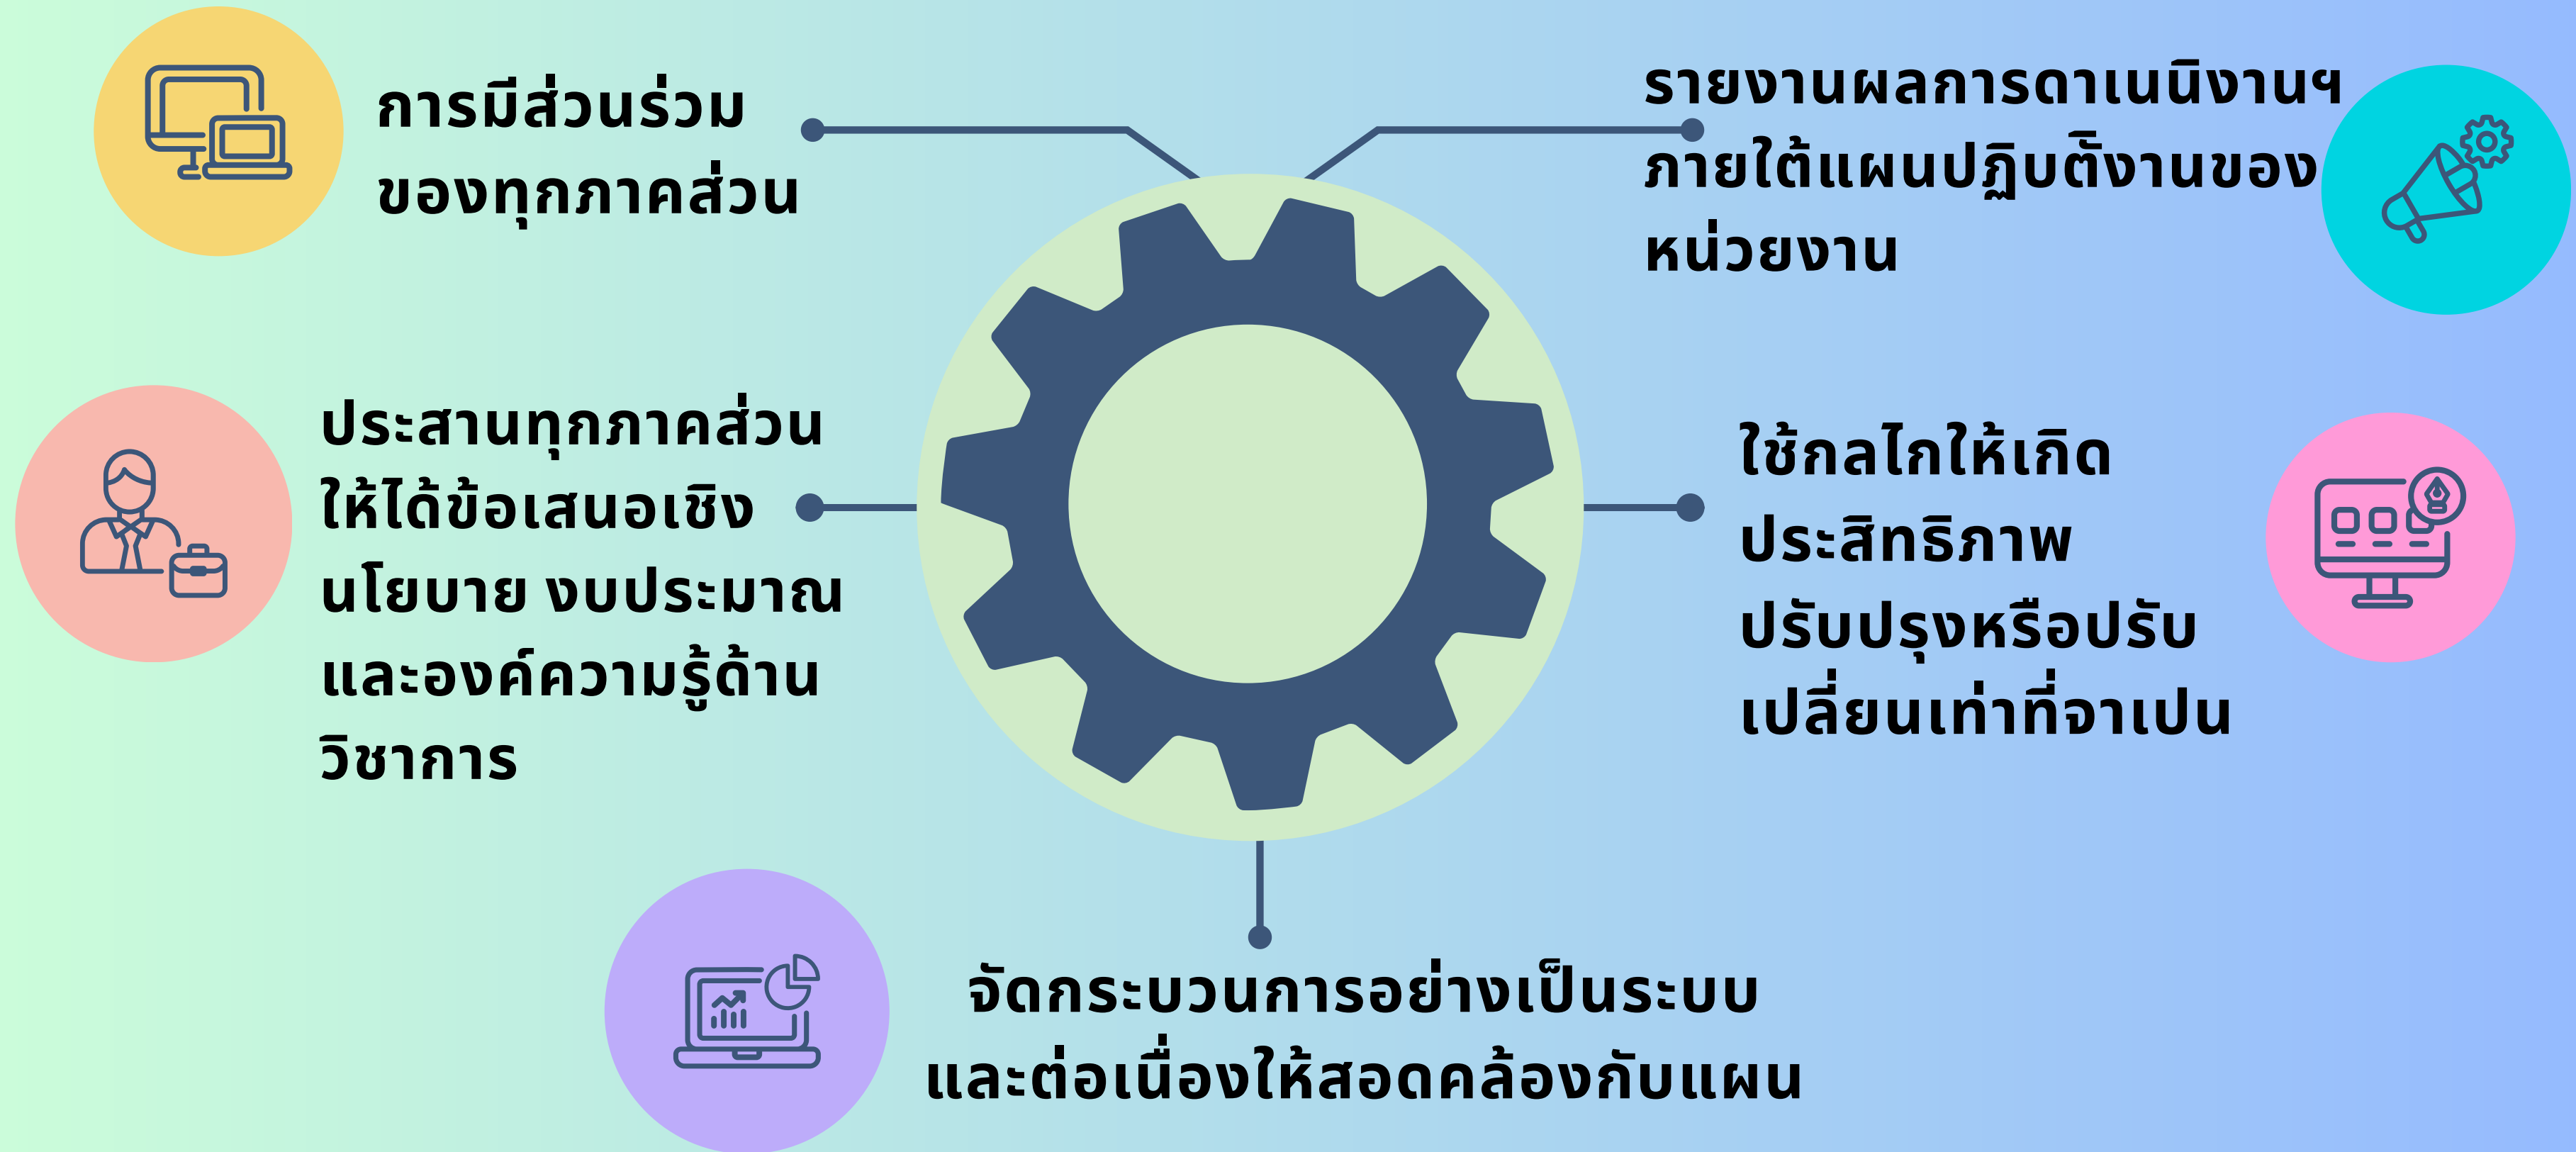 การมีส่วนร่วม
ของทุกภาคส่วน
รายงานผลการดาเนนิงานฯ
ภายใต้แผนปฏิบตัิงานของ
หน่วยงาน
ประสานทุกภาคส่วน
ให้ได้ข้อเสนอเชิง
นโยบาย งบประมาณ
และองค์ความรู้ด้าน
วิชาการ
ใช้กลไกให้เกิด
ประสิทธิภาพ
ปรับปรุงหรือปรับ
เปลี่ยนเท่าที่จาเปน
จัดกระบวนการอย่างเป็นระบบ
และต่อเนื่องให้สอดคล้องกับแผน